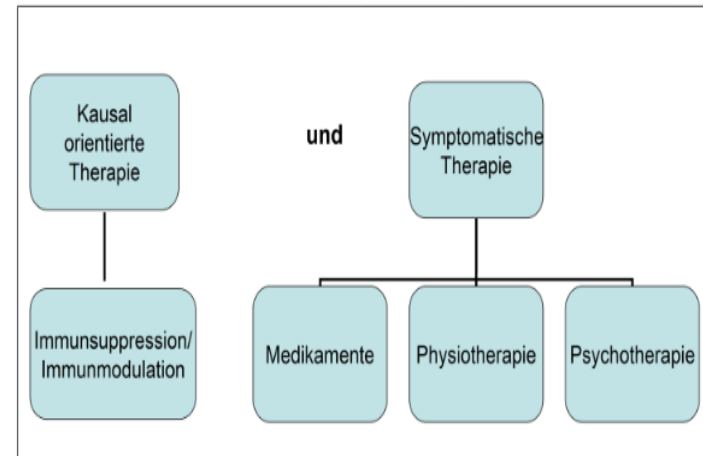 Kausal
orientierte
Therapie
und
Symptomatische
Therapie
Immunsuppression/
Immunmodulation
Medikamente
Physiotherapie
Psychotherapie